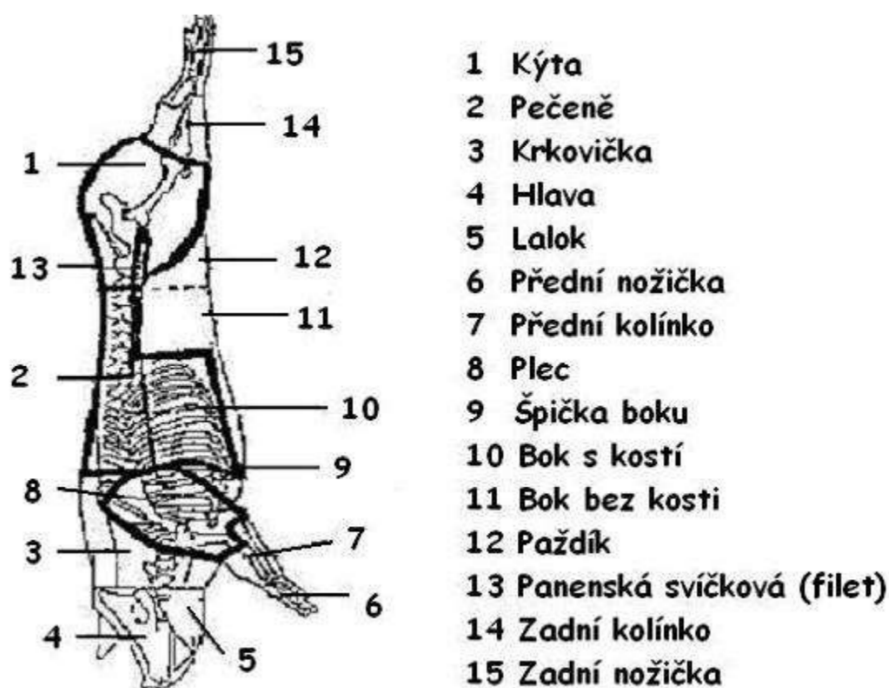 15
14
1
12
13
11
2
10
9
8
7
3
6
4
5
1 Kýta
2 Pečeně
3 Krkovička
4 Hlava
5 Lalok
6 Přední nožička
7 Přední kolínko
8 Plec
9 Špička boku
10 Bok s kostí
11 Bok bez kosti
12 Paždík
13 Panenská svíčková (filet)
14 Zadní kolínko
15 Zadní nožička